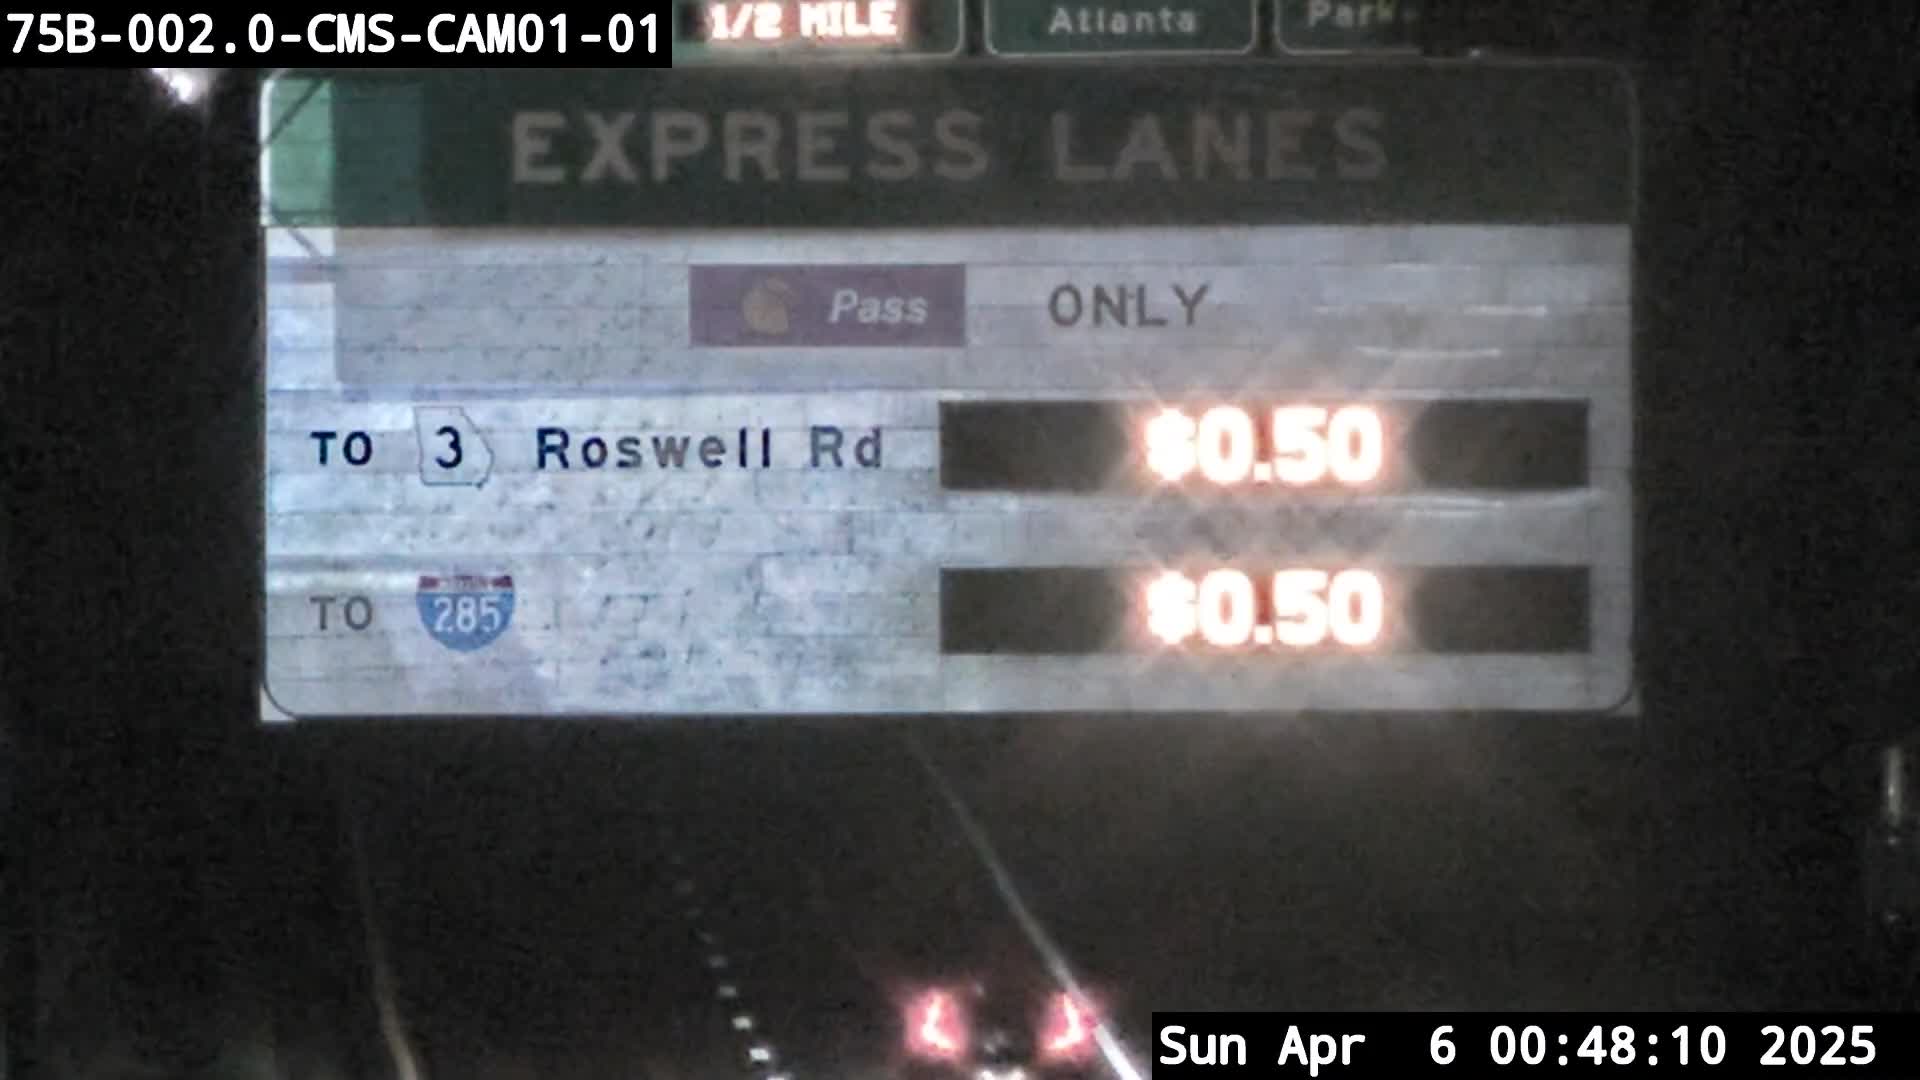 75B-002.0-CMS-CAM01-01
1/2 MILE
Atlanta
Park
EXPRESS LANES
Pass ONLY
TO 3 Roswell Rd $0.50
TO 285 $0.50
Sun Apr 6 00:48:10 2025